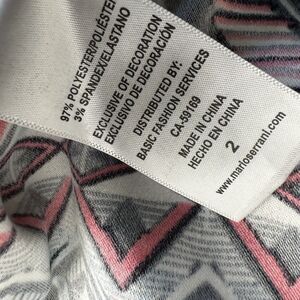 97% POLYESTER/POLIÉSTER
3% SPANDEX/ELASTANO
EXCLUSIVE OF DECORATION
EXCLUSIVO DE DECORACIÓN
DISTRIBUTED BY:
BASIC FASHION SERVICES
CA-59169
MADE IN CHINA
HECHO EN CHINA
2
www.marioserrani.com